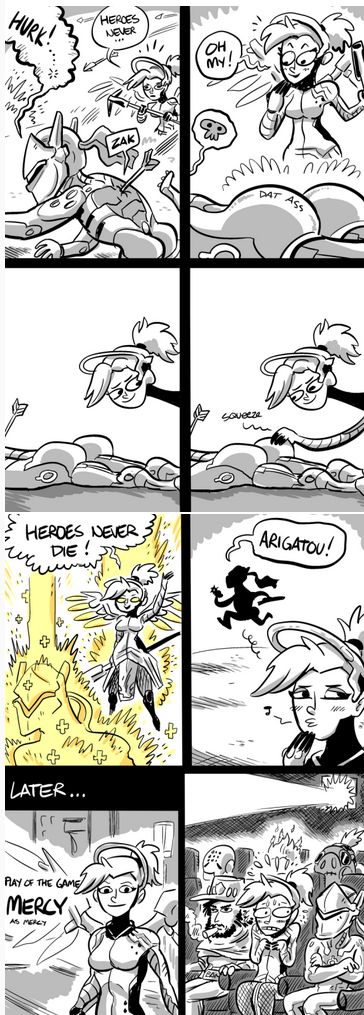 HURK!
HEROES
NEVER
...
ZAK
OH
MY!
DAT ASS
SQUEEZE
HEROES NEVER
DIE!
ARIGATOU!
LATER...
PLAY OF THE GAME
MERCY
AS MERCY